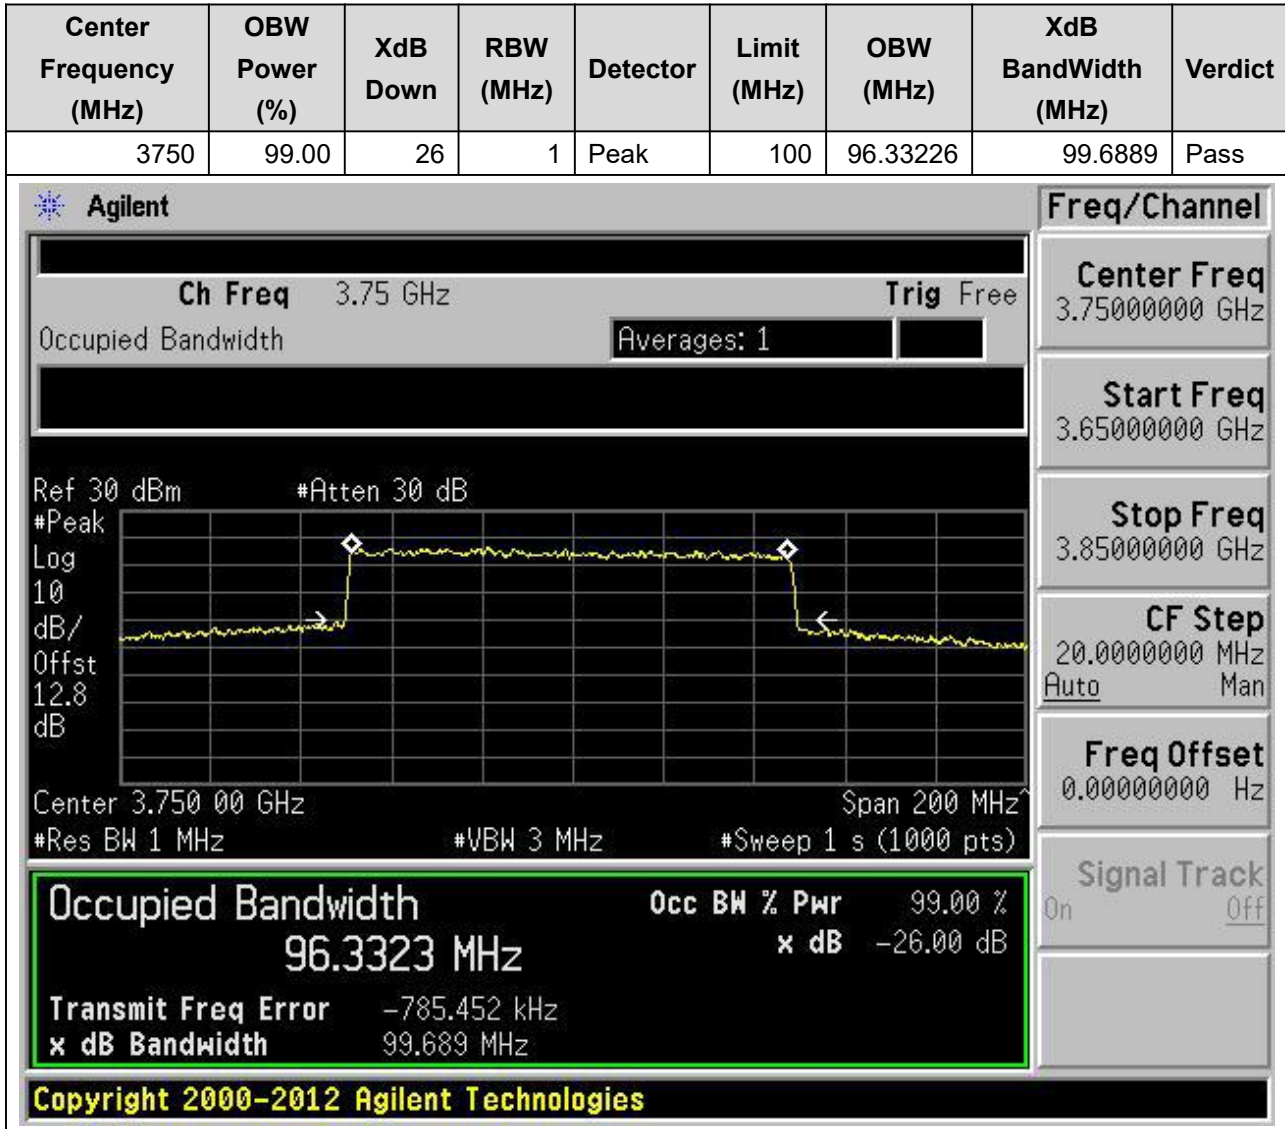 Center Frequency (MHz) OBW Power (%) XdB Down RBW (MHz) Detector Limit (MHz) OBW (MHz) XdB BandWidth (MHz) Verdict
3750 99.00 26 1 Peak 100 96.33226 99.6889 Pass
Agilent
Freq/Channel
Ch Freq 3.75 GHz Trig Free
Occupied Bandwidth Averages: 1
Center Freq
3.75000000 GHz
Start Freq
3.65000000 GHz
Stop Freq
3.85000000 GHz
CF Step
20.0000000 MHz
Auto Man
Freq Offset
0.00000000 Hz
Signal Track
On Off
Ref 30 dBm #Atten 30 dB
#Peak
Log
10
dB/
Offst
12.8
dB
Center 3.750 00 GHz Span 200 MHz^
#Res BW 1 MHz #VBW 3 MHz #Sweep 1 s (1000 pts)
Occupied Bandwidth Occ BW % Pwr 99.00 %
96.3323 MHz x dB -26.00 dB
Transmit Freq Error -785.452 kHz
x dB Bandwidth 99.689 MHz
Copyright 2000-2012 Agilent Technologies